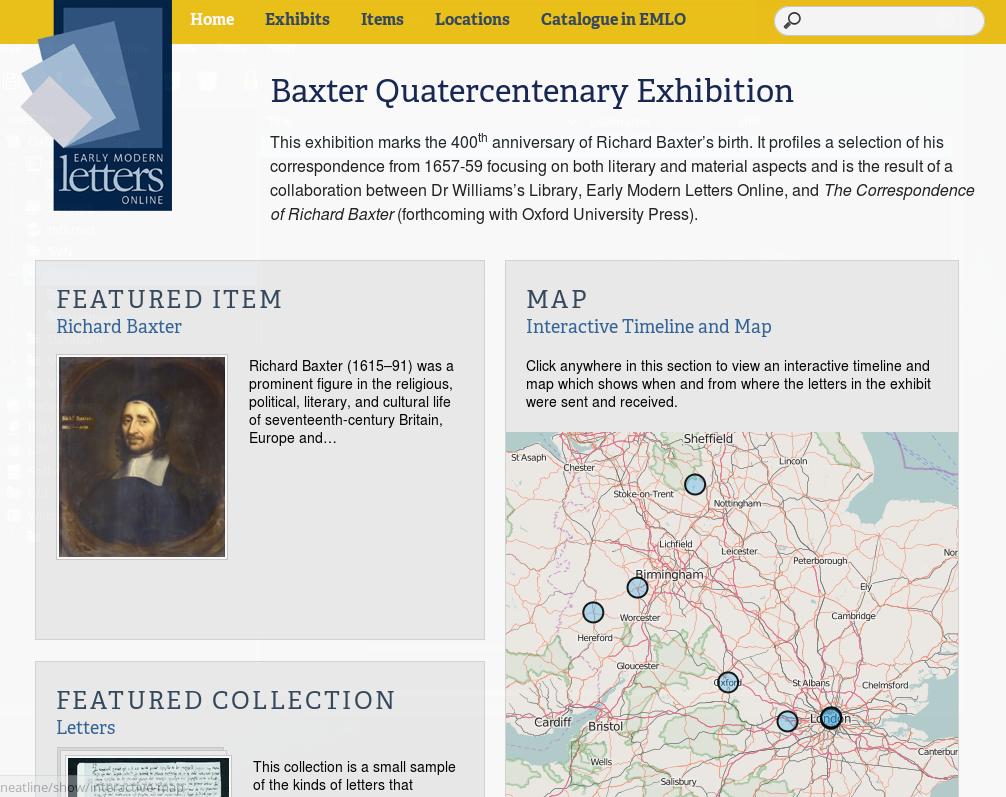 Home Exhibits Items Locations Catalogue in EMLO
EARLY MODERN
letters
ONLINE
Baxter Quatercentenary Exhibition
This exhibition marks the 400th anniversary of Richard Baxter's birth. It profiles a selection of his
correspondence from 1657-59 focusing on both literary and material aspects and is the result of a
collaboration between Dr Williams's Library, Early Modern Letters Online, and The Correspondence
of Richard Baxter (forthcoming with Oxford University Press).
FEATURED ITEM
Richard Baxter
Richard Baxter (1615–91) was a
prominent figure in the religious,
political, literary, and cultural life
of seventeenth-century Britain,
Europe and…
MAP
Interactive Timeline and Map
Click anywhere in this section to view an interactive timeline and
map which shows when and from where the letters in the exhibit
were sent and received.
Sheffield
St Asaph
Chester
Lincoln
Stoke-on-Trent
Nottingham
Lichfield
Leicester
Peterborough
Nor
Birmingham
Ely
Worcester
Cambridge
Hereford
Gloucester
Oxford
St Albans
Chelmsford
Cardiff
Bristol
London
Canterbur
Wells
Salisbury
FEATURED COLLECTION
Letters
This collection is a small sample
of the kinds of letters that
neatline/show/interactive-map